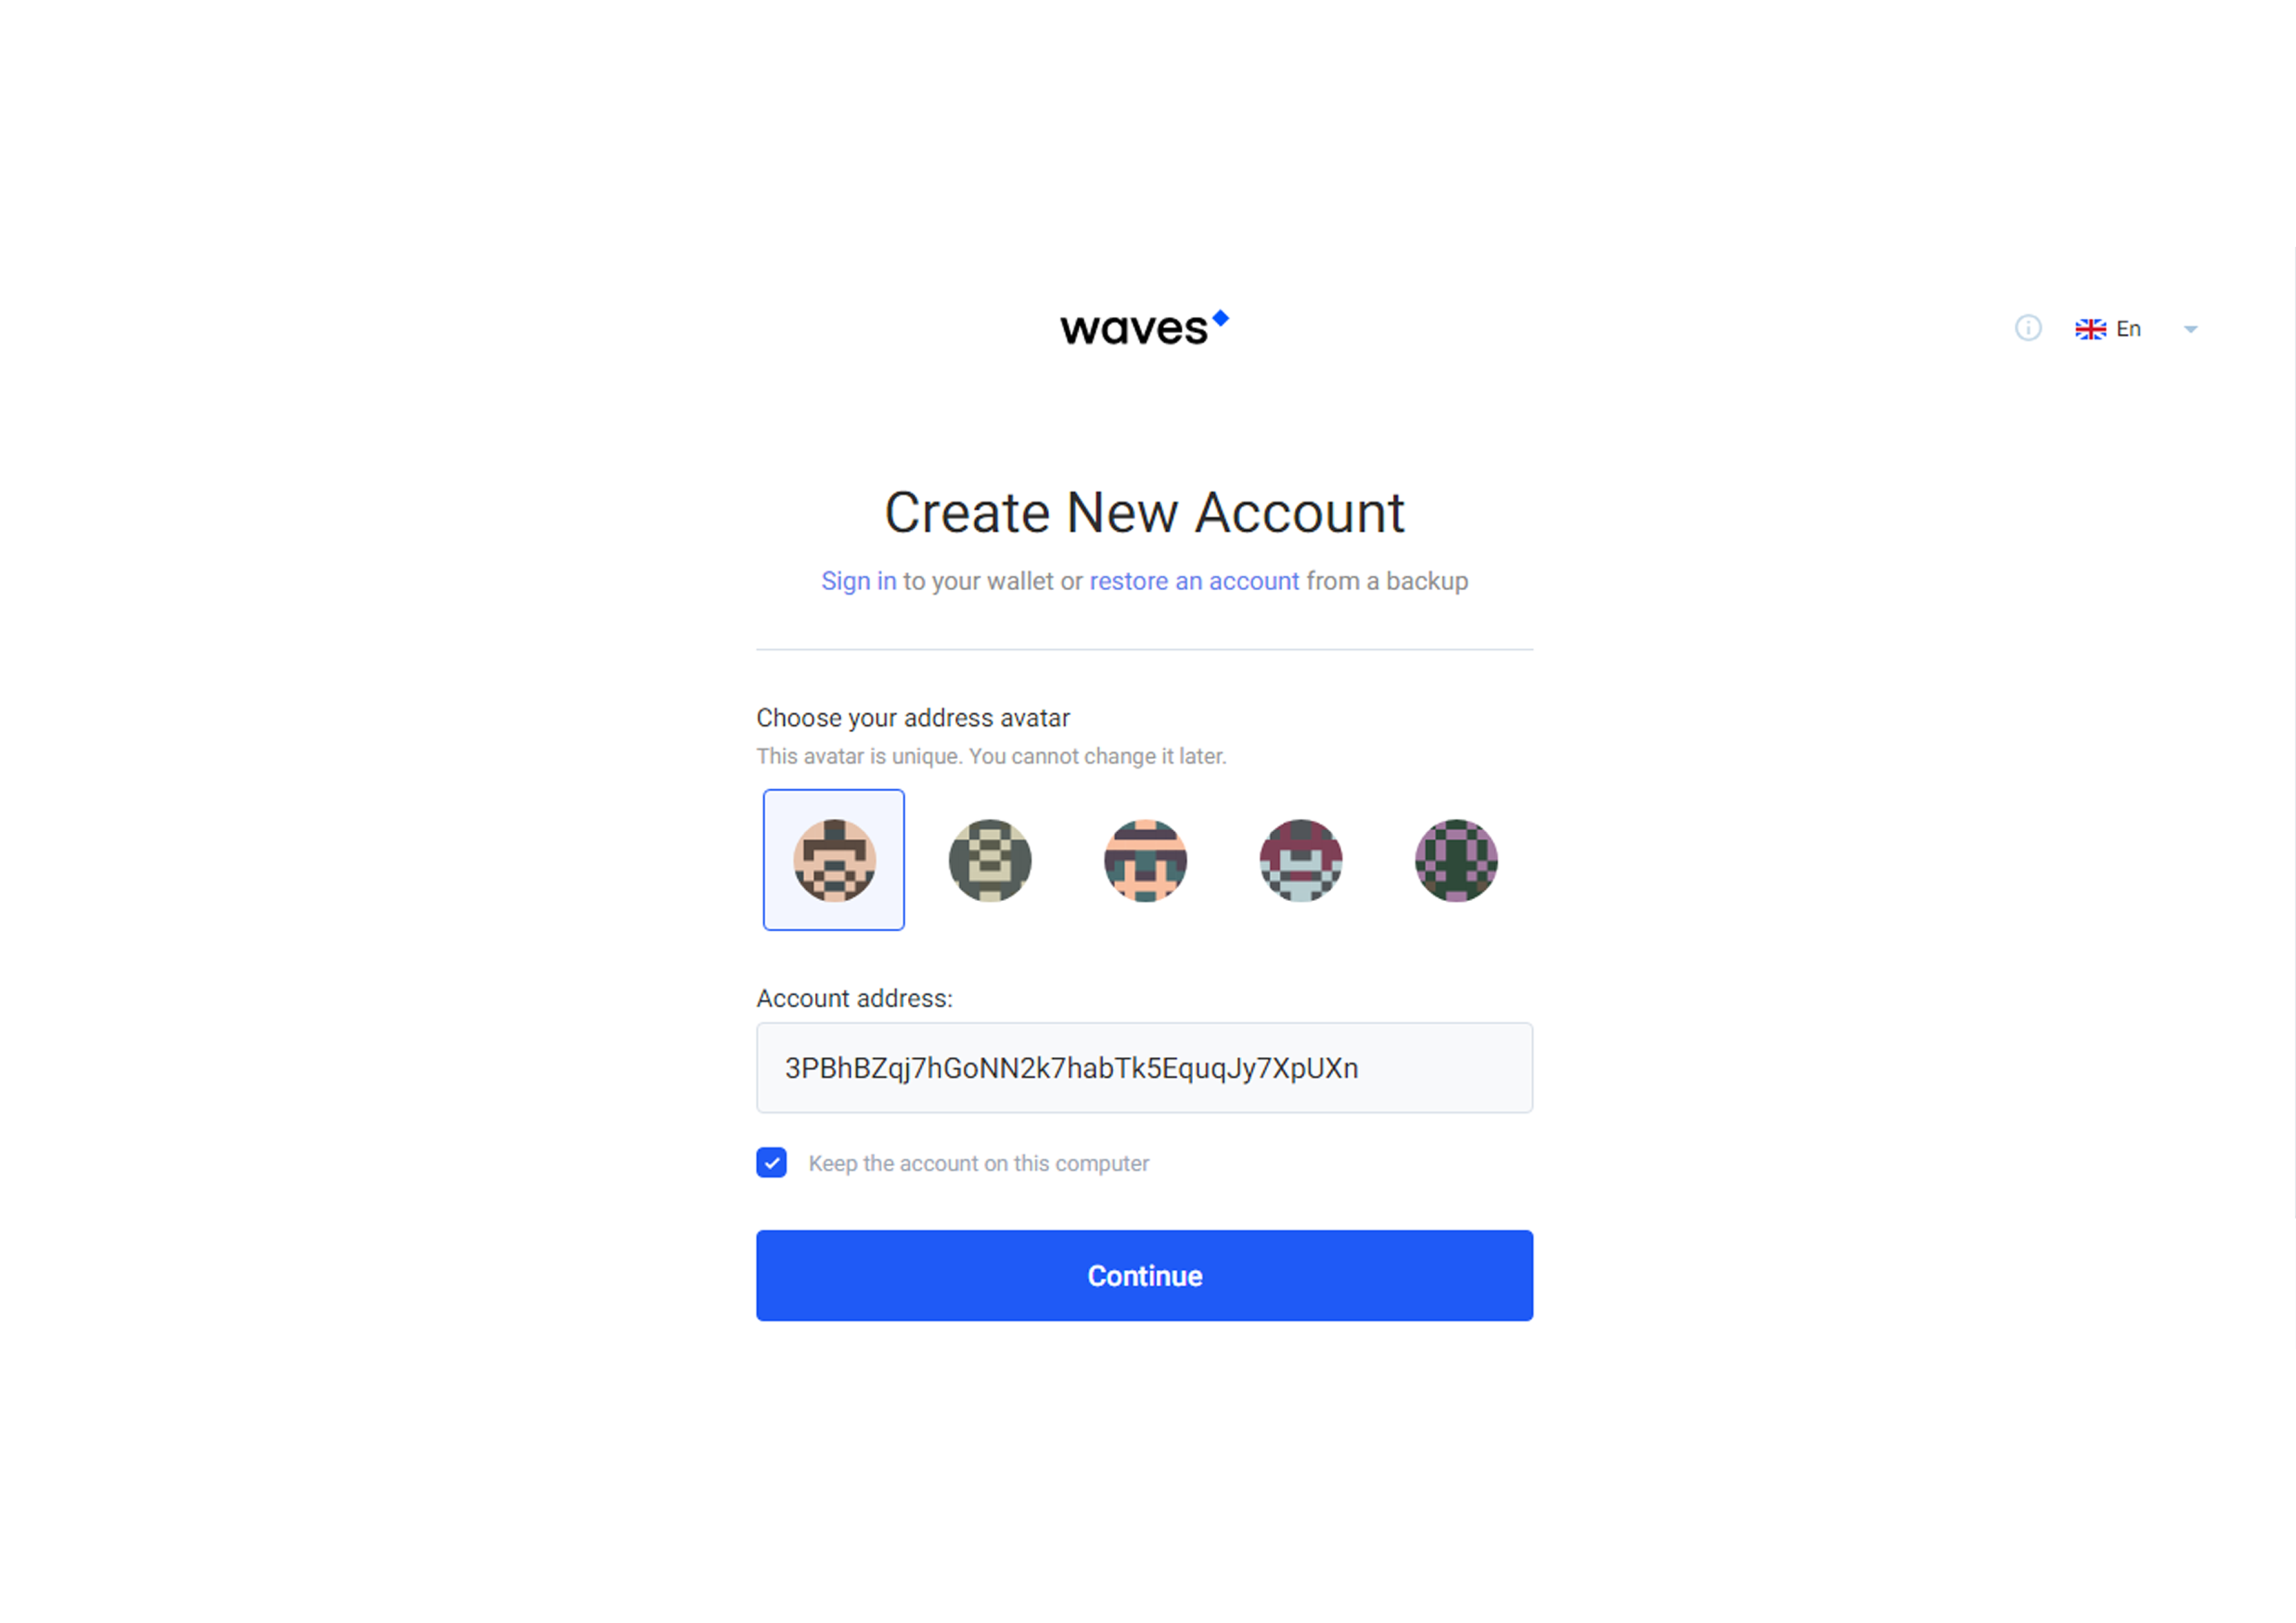 waves
En
Create New Account
Sign in to your wallet or restore an account from a backup
Choose your address avatar
This avatar is unique. You cannot change it later.
Account address:
3PBhBZqj7hGoNN2k7habTk5EquqJy7XpUXn
Keep the account on this computer
Continue